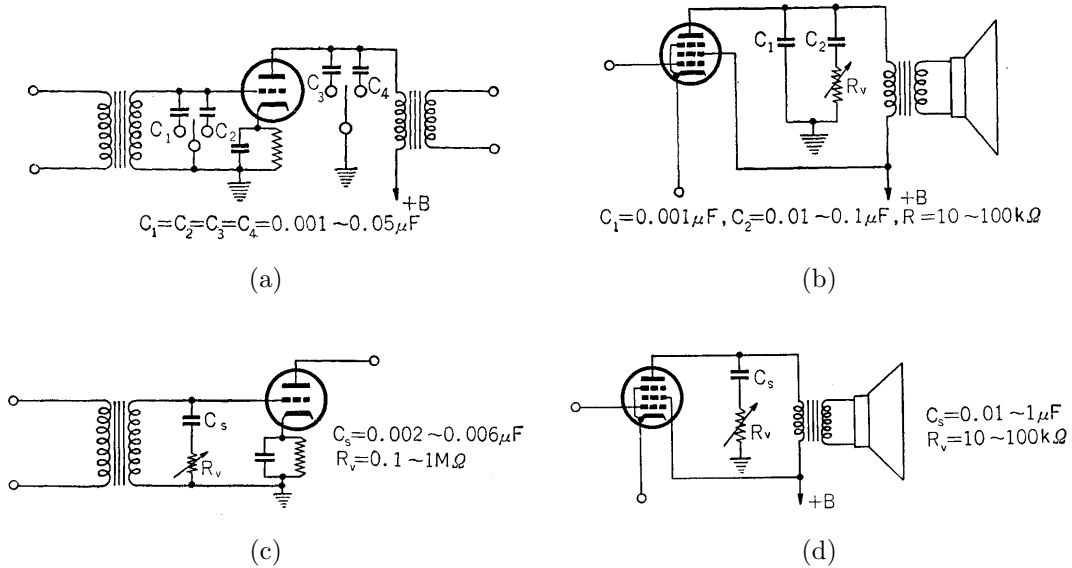 C₁ C₂ C₃ C₄
+B
C₁=C₂=C₃=C₄=0.001~0.05μF
(a)
C₁ C₂ Rᵥ
+B
C₁=0.001μF, C₂=0.01~0.1μF, R=10~100kΩ
(b)
Cₛ
Rᵥ
Cₛ=0.002~0.006μF
Rᵥ=0.1~1MΩ
(c)
Cₛ
Rᵥ
+B
Cₛ=0.01~1μF
Rᵥ=10~100kΩ
(d)